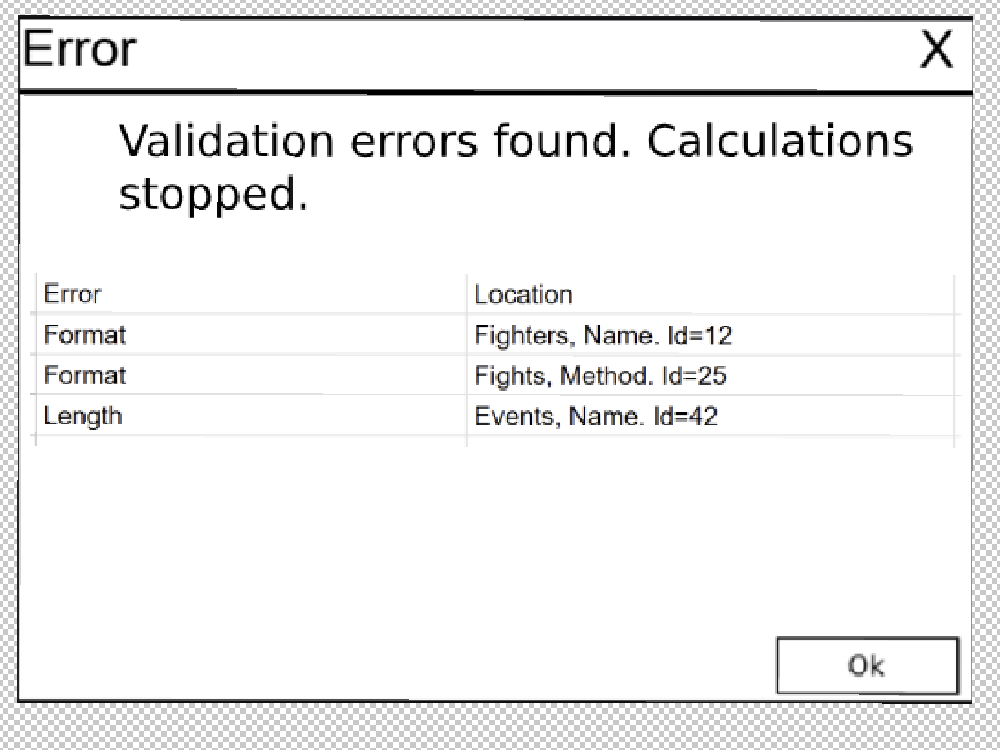 Error X
Validation errors found. Calculations
stopped.
Error Location
Format Fighters, Name. Id=12
Format Fights, Method. Id=25
Length Events, Name. Id=42
Ok